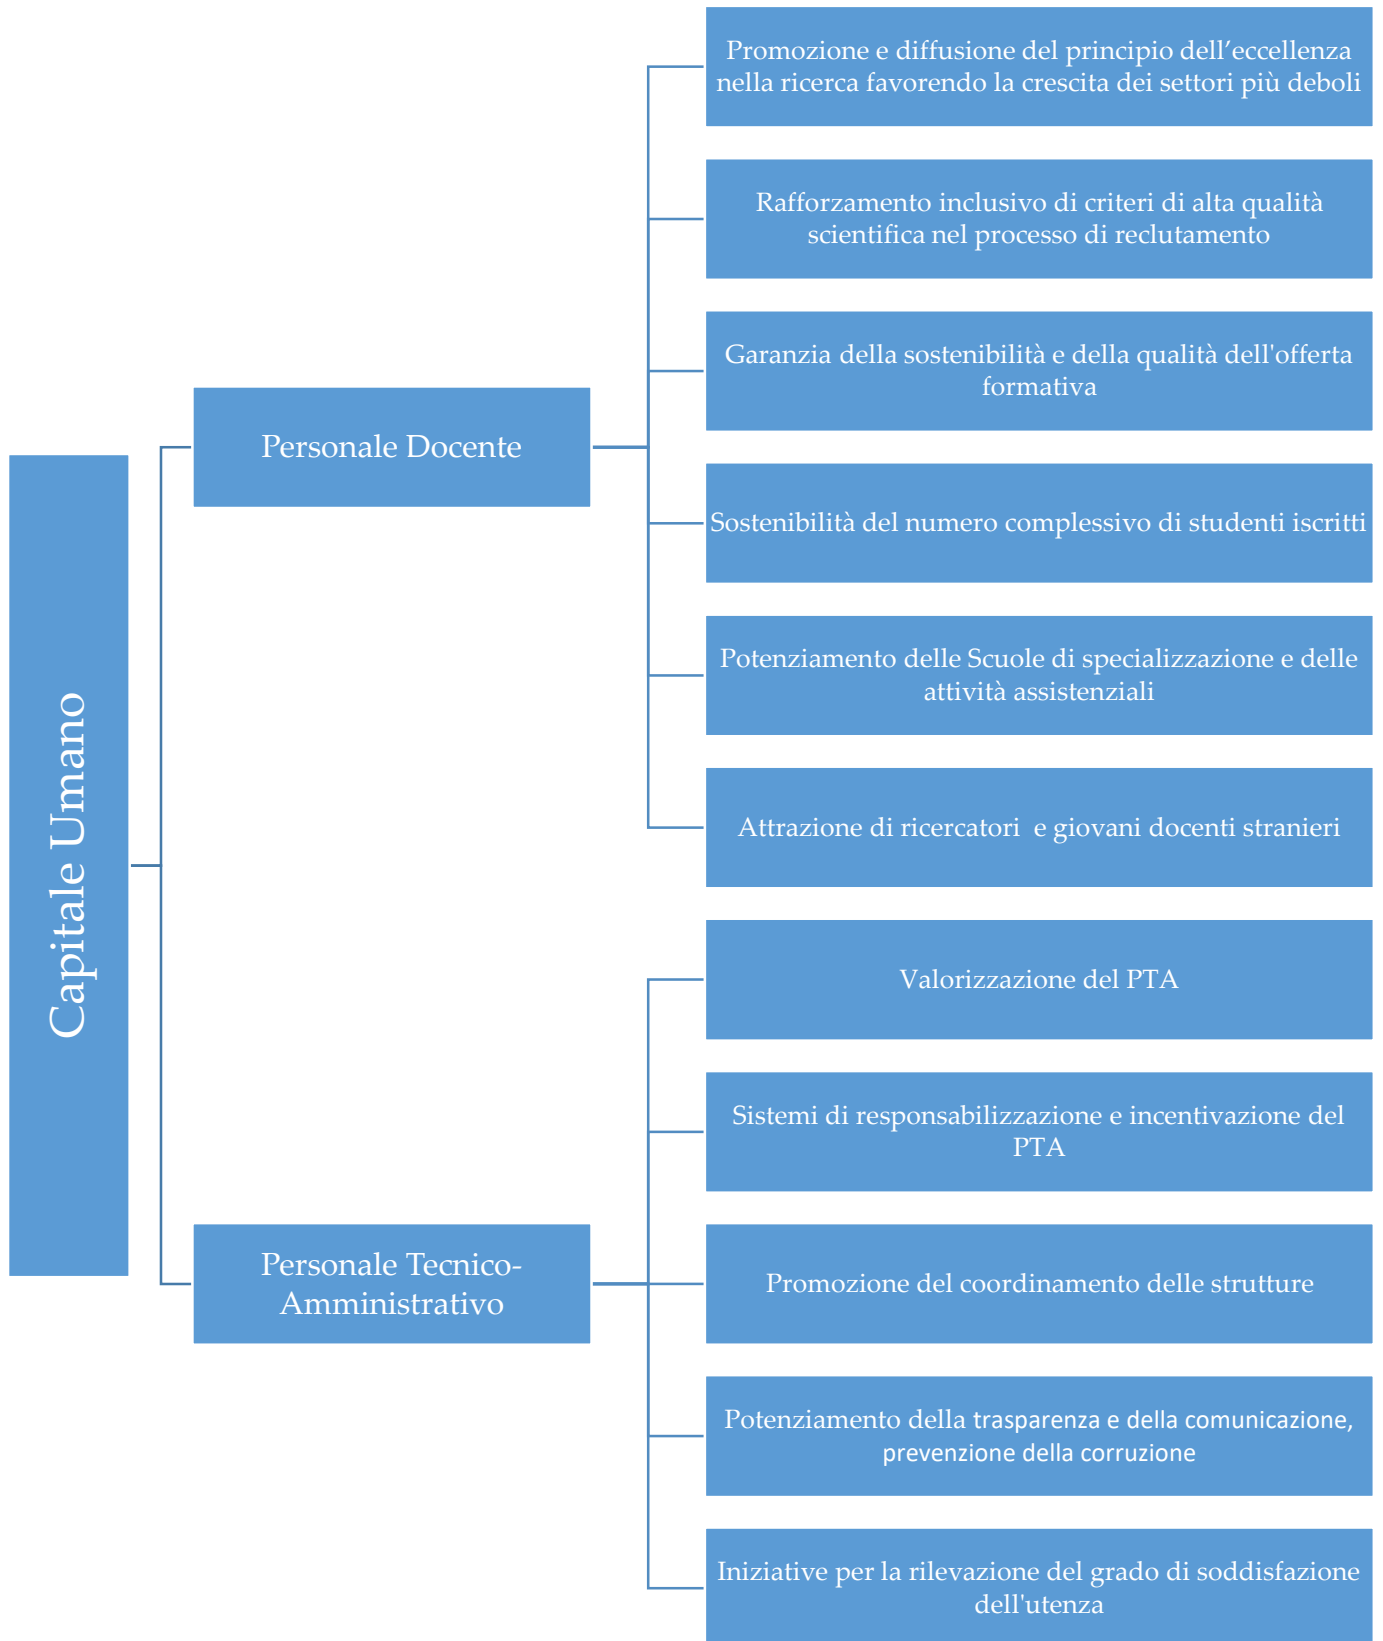 Capitale Umano
Personale Docente
Promozione e diffusione del principio dell’eccellenza
nella ricerca favorendo la crescita dei settori più deboli
Rafforzamento inclusivo di criteri di alta qualità
scientifica nel processo di reclutamento
Garanzia della sostenibilità e della qualità dell'offerta
formativa
Sostenibilità del numero complessivo di studenti iscritti
Potenziamento delle Scuole di specializzazione e delle
attività assistenziali
Attrazione di ricercatori  e giovani docenti stranieri
Personale Tecnico-
Amministrativo
Valorizzazione del PTA
Sistemi di responsabilizzazione e incentivazione del
PTA
Promozione del coordinamento delle strutture
Potenziamento della trasparenza e della comunicazione,
prevenzione della corruzione
Iniziative per la rilevazione del grado di soddisfazione
dell'utenza